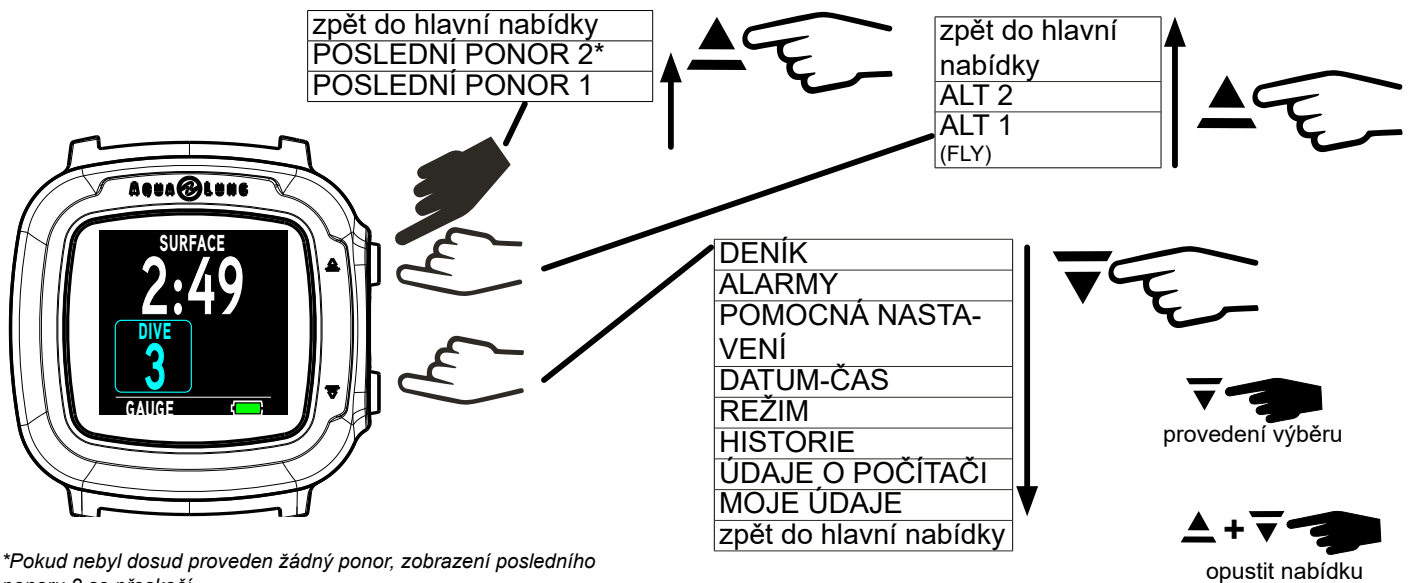 zpět do hlavní nabídky
POSLEDNÍ PONOR 2*
POSLEDNÍ PONOR 1
zpět do hlavní
nabídky
ALT 2
ALT 1
(FLY)
AQUA LUNG
SURFACE
2:49
DIVE
3
GAUGE
DENÍK
ALARMY
POMOCNÁ NASTA-
VENÍ
DATUM-ČAS
REŽIM
HISTORIE
ÚDAJE O POČÍTAČI
MOJE ÚDAJE
zpět do hlavní nabídky
provedení výběru
+
opustit nabídku
*Pokud nebyl dosud proveden žádný ponor, zobrazení posledního